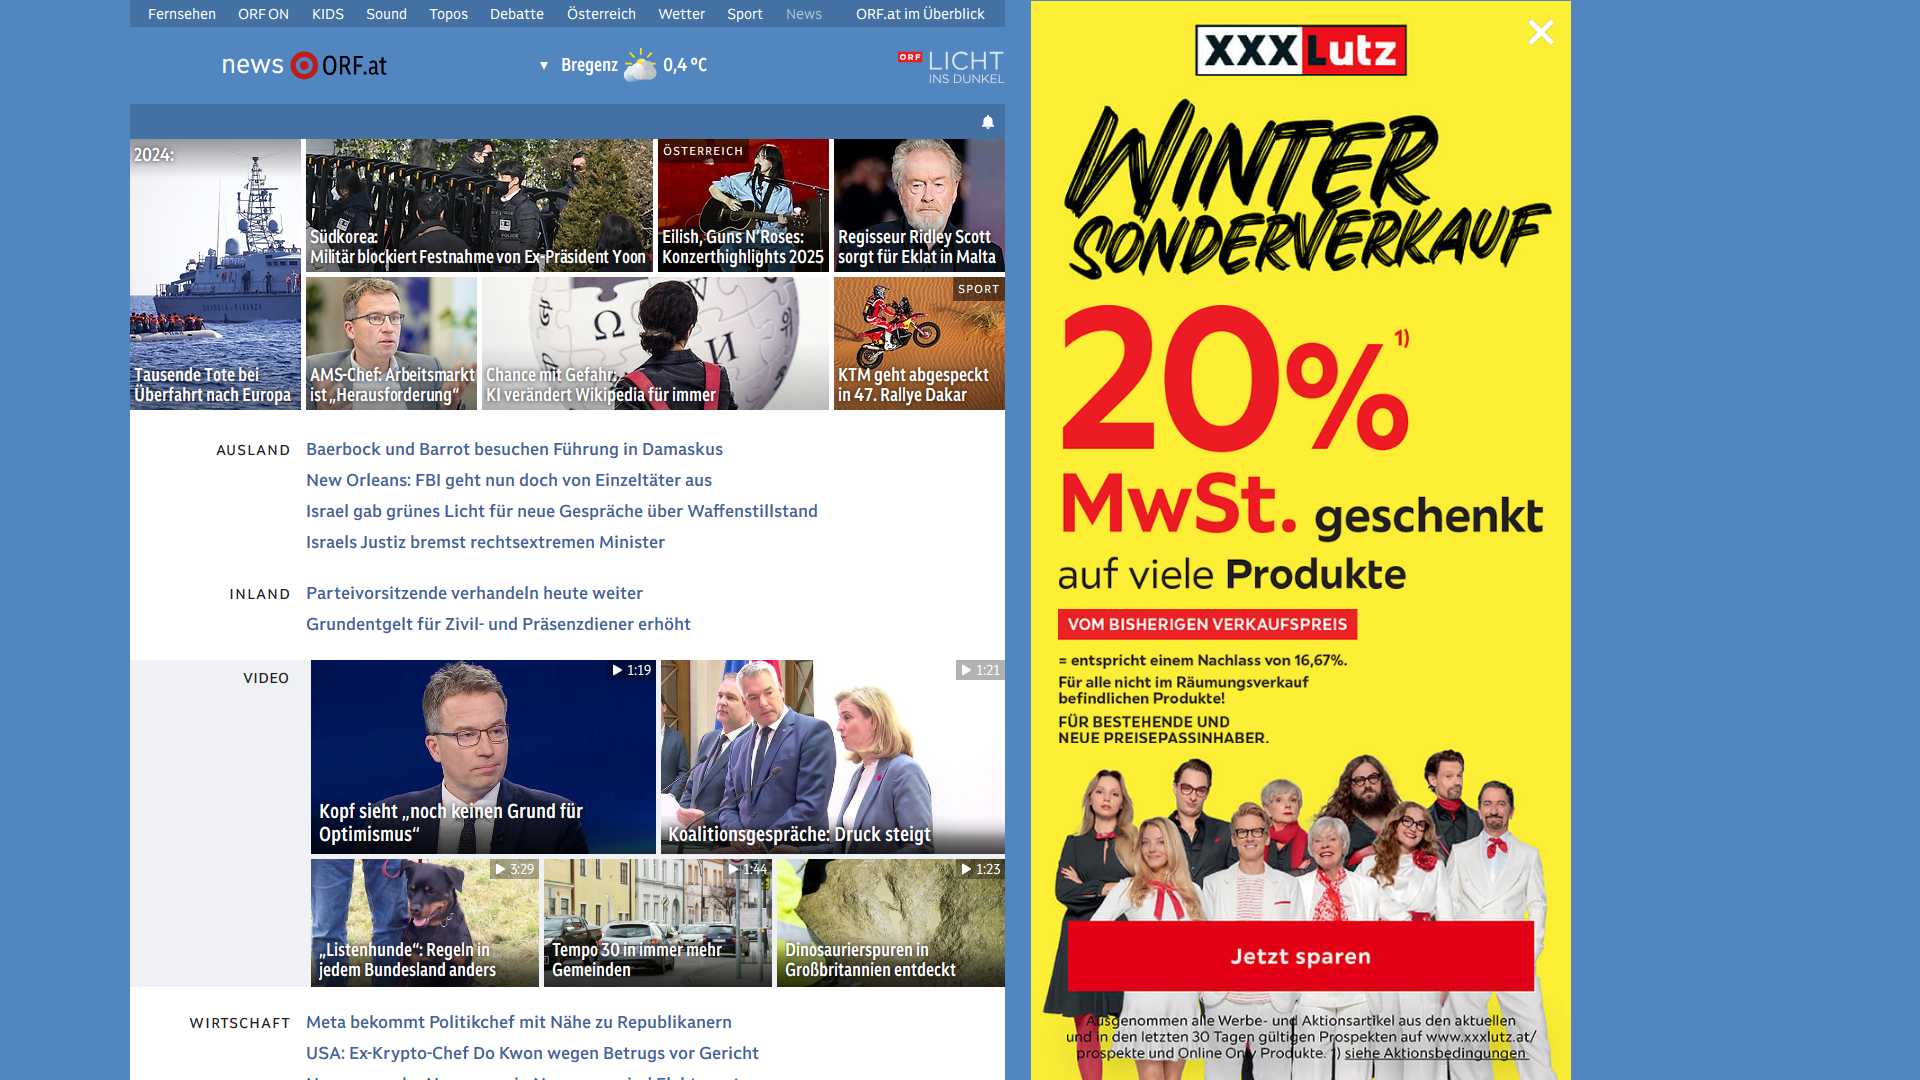 Fernsehen ORF ON KIDS Sound Topos Debatte Österreich Wetter Sport News ORF.at im Überblick
news ORF.at
▼ Bregenz 0,4 °C
ORF LICHT
INS DUNKEL
2024:
Tausende Tote bei
Überfahrt nach Europa
Südkorea:
Militär blockiert Festnahme von Ex-Präsident Yoon
ÖSTERREICH
Eilish, Guns N’Roses:
Konzerthighlights 2025
Regisseur Ridley Scott
sorgt für Eklat in Malta
AMS-Chef: Arbeitsmarkt
ist „Herausforderung“
Chance mit Gefahr:
KI verändert Wikipedia für immer
SPORT
KTM geht abgespeckt
in 47. Rallye Dakar
AUSLAND
Baerbock und Barrot besuchen Führung in Damaskus
New Orleans: FBI geht nun doch von Einzeltäter aus
Israel gab grünes Licht für neue Gespräche über Waffenstillstand
Israels Justiz bremst rechtsextremen Minister
INLAND
Parteivorsitzende verhandeln heute weiter
Grundentgelt für Zivil- und Präsenzdiener erhöht
VIDEO
1:19
Kopf sieht „noch keinen Grund für
Optimismus“
1:21
Koalitionsgespräche: Druck steigt
3:29
„Listenhunde“: Regeln in
jedem Bundesland anders
1:44
Tempo 30 in immer mehr
Gemeinden
1:23
Dinosaurierspuren in
Großbritannien entdeckt
WIRTSCHAFT
Meta bekommt Politikchef mit Nähe zu Republikanern
USA: Ex-Krypto-Chef Do Kwon wegen Betrugs vor Gericht
XXXLutz
WINTER
SONDERVERKAUF
20% 1)
MwSt. geschenkt
auf viele Produkte
VOM BISHERIGEN VERKAUFSPREIS
= entspricht einem Nachlass von 16,67%.
Für alle nicht im Räumungsverkauf
befindlichen Produkte!
FÜR BESTEHENDE UND
NEUE PREISEPASSINHABER.
Jetzt sparen
Ausgenommen alle Werbe- und Aktionsartikel aus den aktuellen
und in den letzten 30 Tagen gültigen Prospekten auf www.xxxlutz.at/
prospekte und Online Only Produkte. 1) siehe Aktionsbedingungen